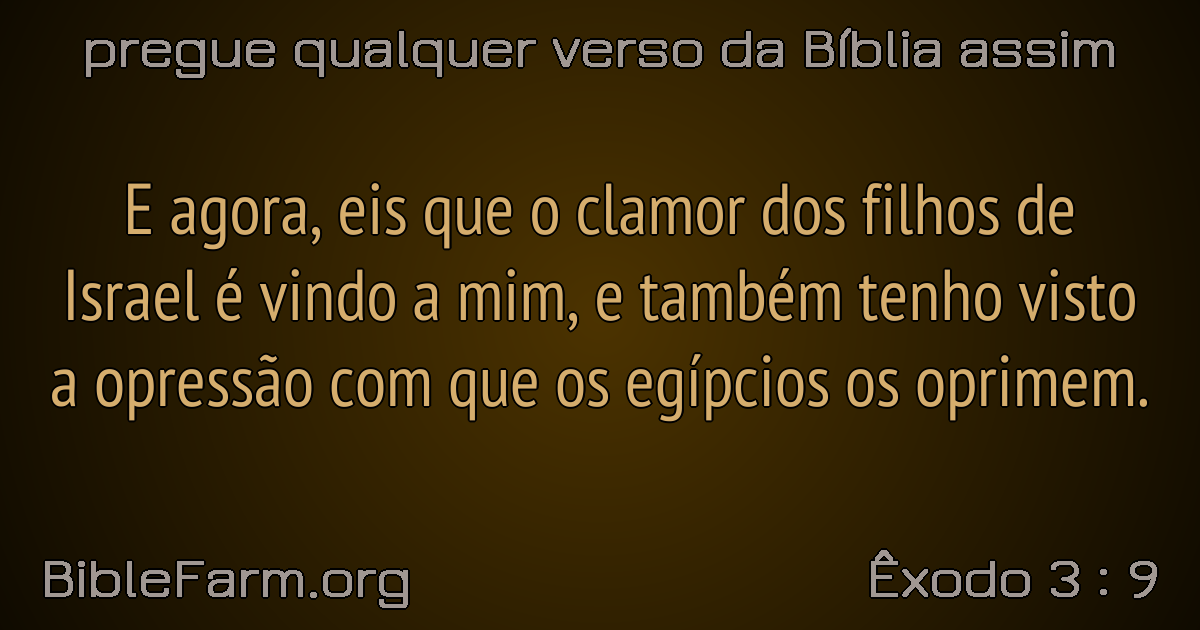 pregue qualquer verso da Bíblia assim
E agora, eis que o clamor dos filhos de
Israel é vindo a mim, e também tenho visto
a opressão com que os egípcios os oprimem.
BibleFarm.org
Êxodo 3 : 9